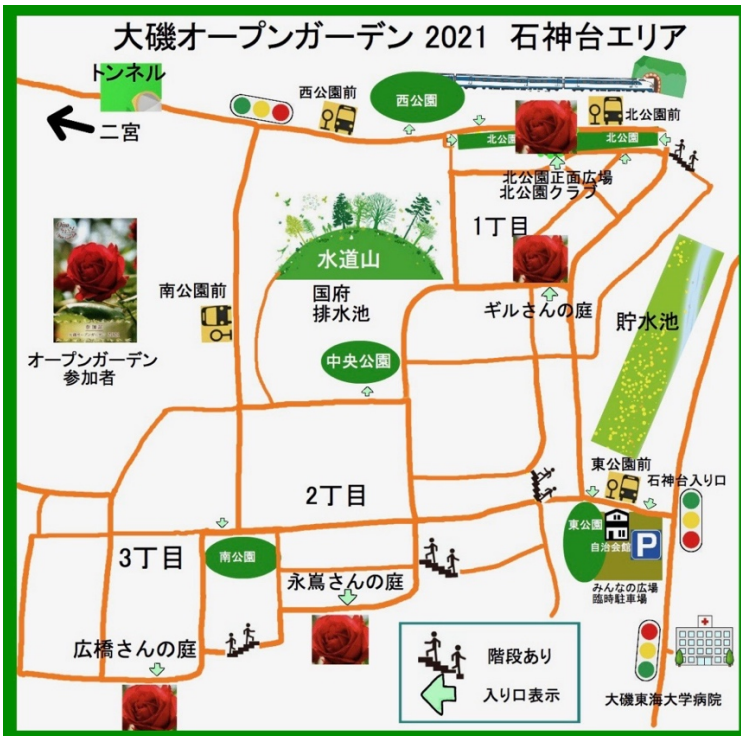 大磯オープンガーデン 2021 石神台エリア
トンネル
二宮
西公園前
西公園
北公園前
北公園
北公園
北公園正面広場
北公園クラブ
1丁目
水道山
国府
排水池
南公園前
ギルさんの庭
貯水池
オープンガーデン
参加者
中央公園
東公園前
石神台入り口
2丁目
東公園
自治会館
P
みんなの広場
臨時駐車場
3丁目
南公園
永嶌さんの庭
広橋さんの庭
階段あり
入り口表示
大磯東海大学病院